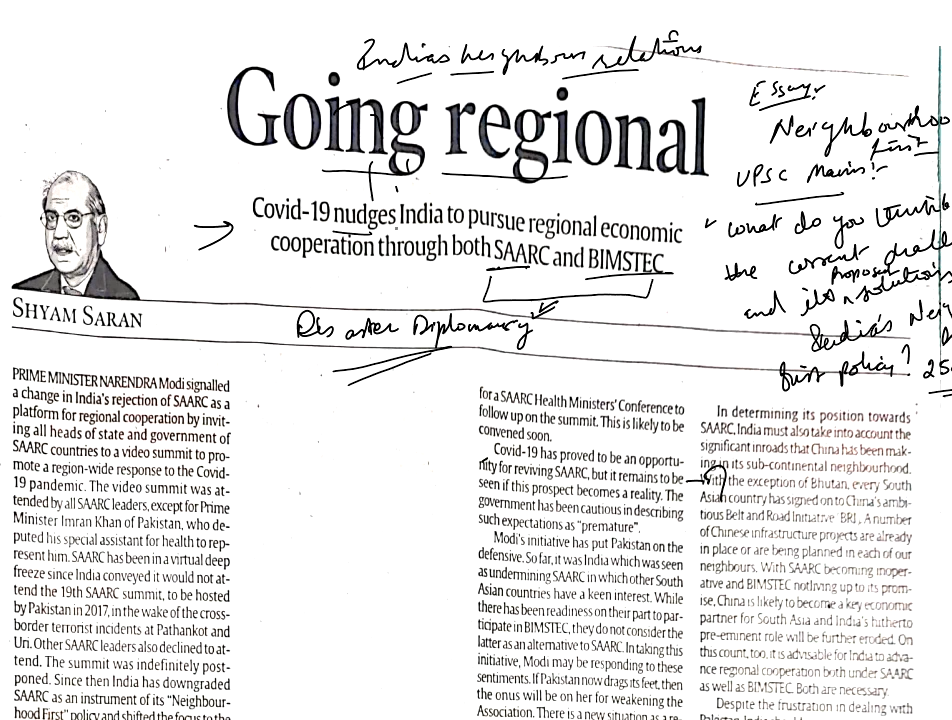 Indias neighbour relations
Going regional
Covid-19 nudges India to pursue regional economic
cooperation through both SAARC and BIMSTEC
SHYAM SARAN
Disaster Diplomacy
Essay
Neighbourhoo
first
UPSC Mains!-
what do you think
the current chall
proposed
and its solution
India's Neig
first policy? 25
PRIME MINISTER NARENDRA Modi signalled
a change in India's rejection of SAARC as a
platform for regional cooperation by invit-
ing all heads of state and government of
SAARC countries to a video summit to pro-
mote a region-wide response to the Covid-
19 pandemic. The video summit was at-
tended by all SAARC leaders, except for Prime
Minister Imran Khan of Pakistan, who de-
puted his special assistant for health to rep-
resent him. SAARC has been in a virtual deep
freeze since India conveyed it would not at-
tend the 19th SAARC summit, to be hosted
by Pakistan in 2017, in the wake of the cross-
border terrorist incidents at Pathankot and
Uri. Other SAARC leaders also declined to at-
tend. The summit was indefinitely post-
poned. Since then India has downgraded
SAARC as an instrument of its "Neighbour-
hood First" policy and shifted the focus to the
for a SAARC Health Ministers' Conference to
follow up on the summit. This is likely to be
convened soon.
Covid-19 has proved to be an opportu-
nity for reviving SAARC, but it remains to be
seen if this prospect becomes a reality. The
government has been cautious in describing
such expectations as "premature".
Modi's initiative has put Pakistan on the
defensive. So far, it was India which was seen
as undermining SAARC in which other South
Asian countries have a keen interest. While
there has been readiness on their part to par-
ticipate in BIMSTEC, they do not consider the
latter as an alternative to SAARC. In taking this
initiative, Modi may be responding to these
sentiments. If Pakistan now drags its feet, then
the onus will be on her for weakening the
Association. There is a new situation as a re-
In determining its position towards
SAARC, India must also take into account the
significant inroads that China has been mak-
ing in its sub-continental neighbourhood.
With the exception of Bhutan, every South
Asian country has signed on to China's ambi-
tious Belt and Road Initiative (BRI). A number
of Chinese infrastructure projects are already
in place or are being planned in each of our
neighbours. With SAARC becoming inoper-
ative and BIMSTEC not living up to its prom-
ise, China is likely to become a key economic
partner for South Asia and India's hitherto
pre-eminent role will be further eroded. On
this count, too, it is advisable for India to adva-
nce regional cooperation both under SAARC
as well as BIMSTEC. Both are necessary.
Despite the frustration in dealing with